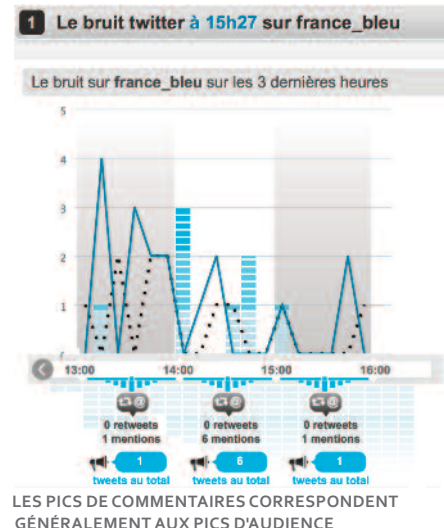 1 Le bruit twitter à 15h27 sur france_bleu
Le bruit sur france_bleu sur les 3 dernières heures
5
4
3
2
1
13:00 14:00 15:00 16:00
0 retweets 0 retweets 0 retweets
1 mentions 6 mentions 1 mentions
1 6 1
tweets au total tweets au total tweets au total
LES PICS DE COMMENTAIRES CORRESPONDENT
GÉNÉRALEMENT AUX PICS D'AUDIENCE